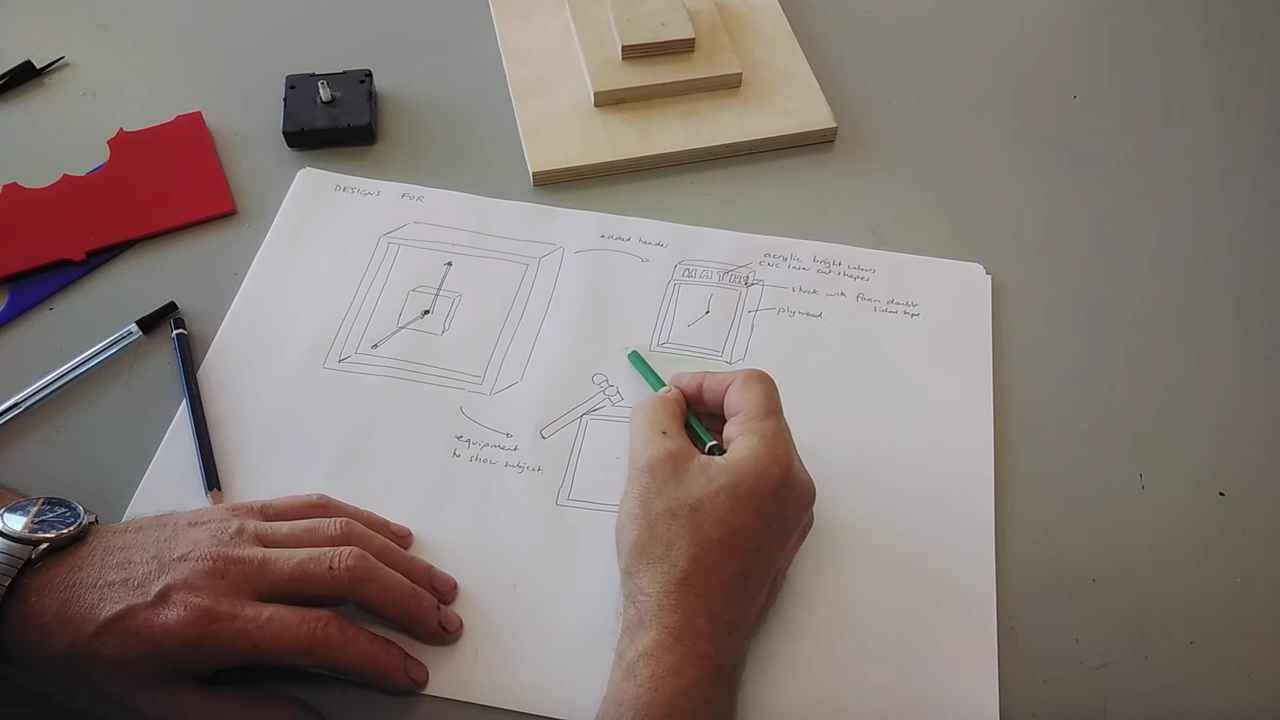 DESIGNS FOR
added header
acrylic bright colours
CNC laser cut shapes
MATHS
stuck with foam double
sided tape.
plywood.
equipment
to show subject.